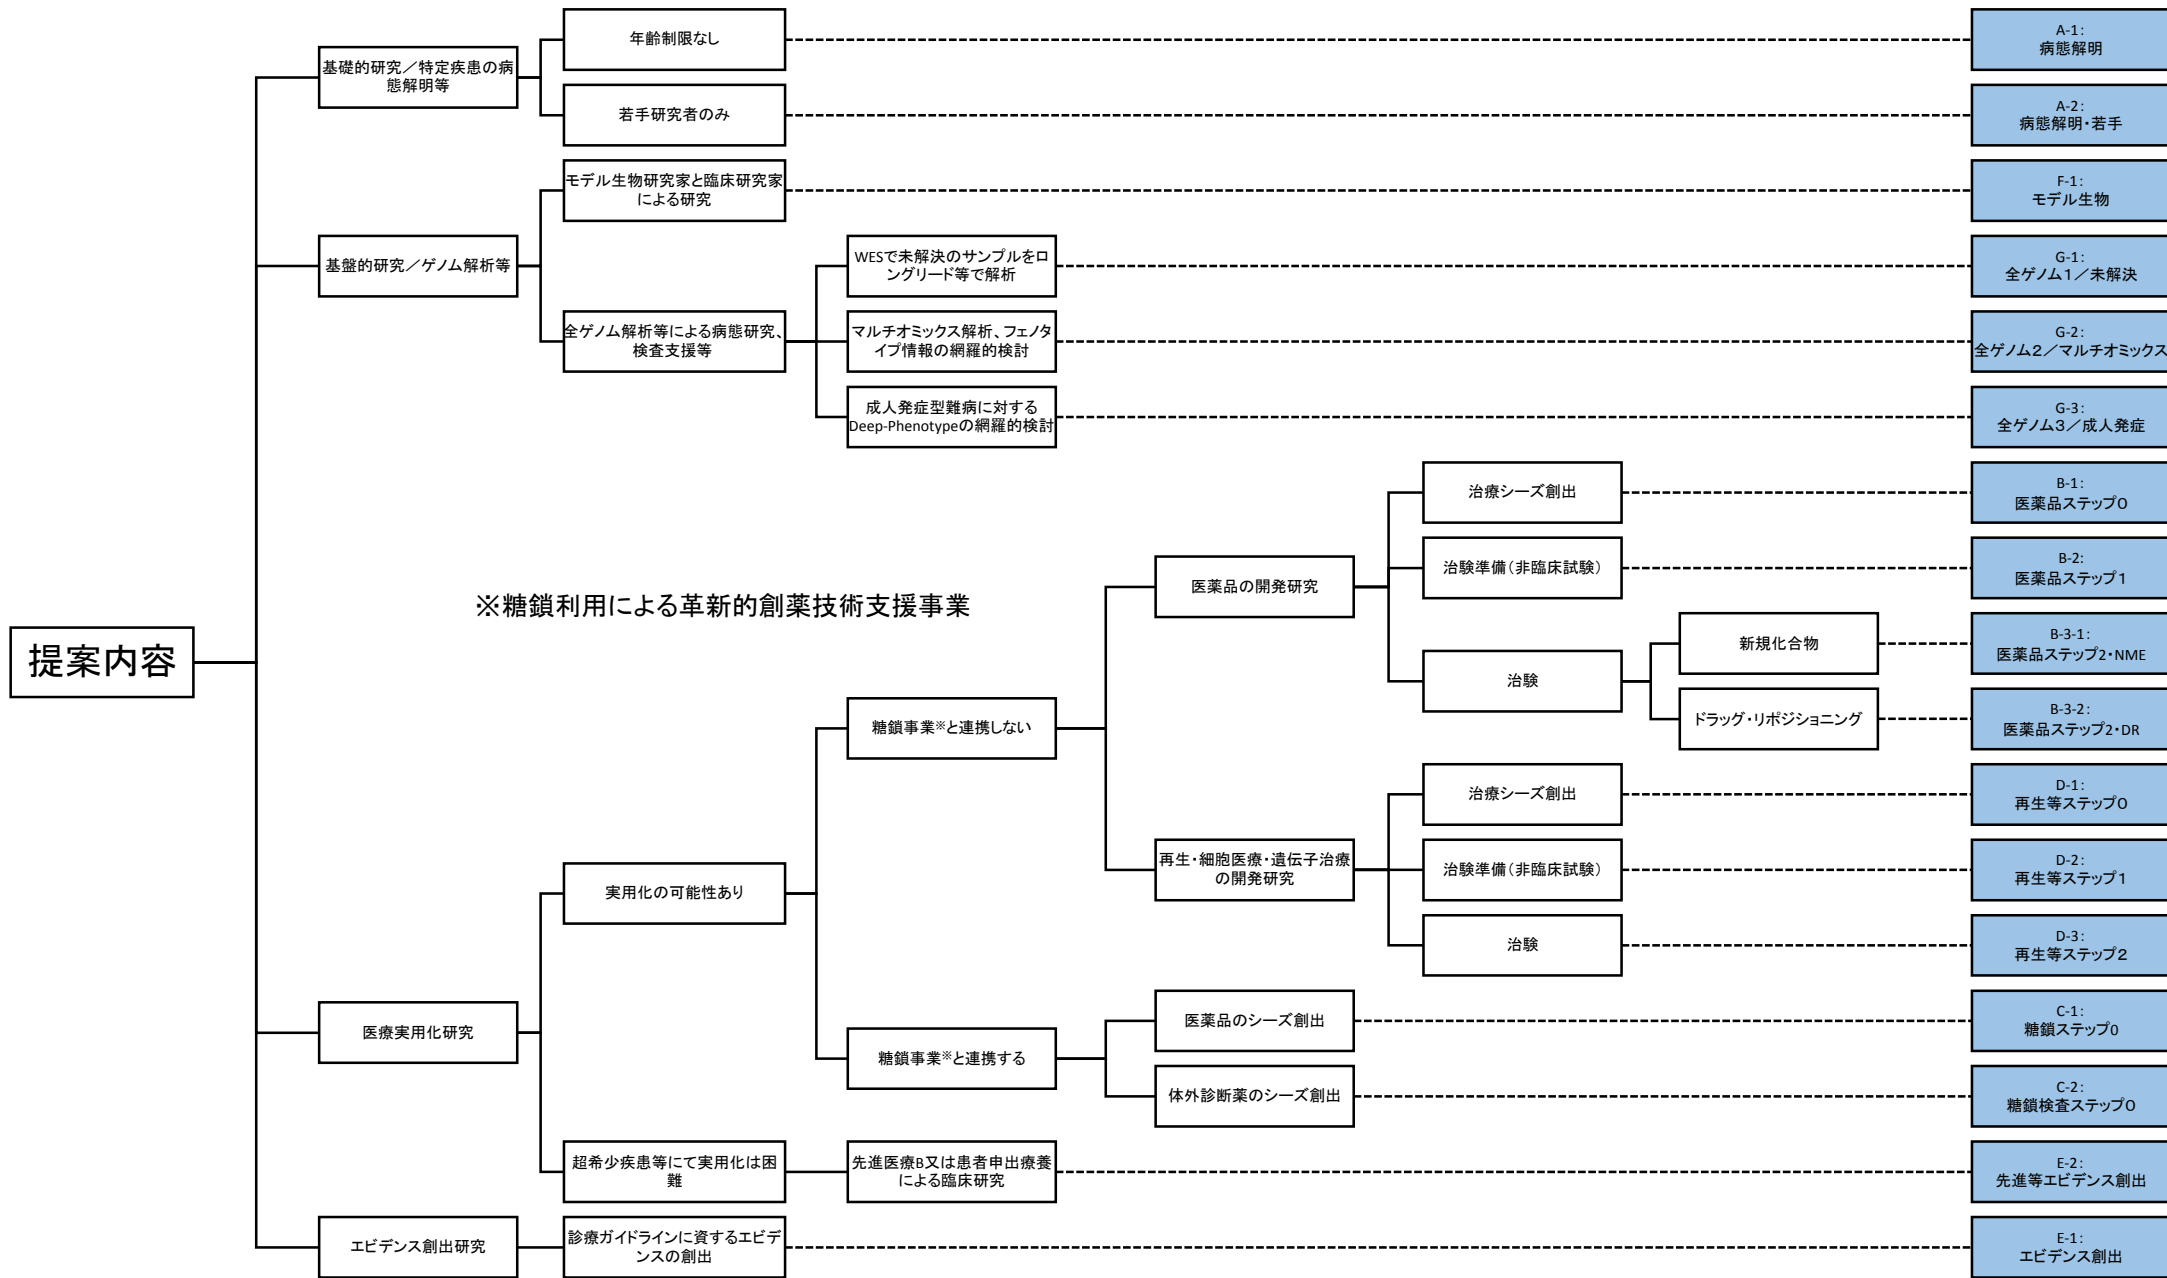 年齢制限なし
A-1:
病態解明
基礎的研究／特定疾患の病
態解明等
若手研究者のみ
A-2:
病態解明・若手
モデル生物研究家と臨床研究家
による研究
F-1:
モデル生物
基盤的研究／ゲノム解析等
WESで未解決のサンプルをロ
ングリード等で解析
G-1:
全ゲノム１／未解決
全ゲノム解析等による病態研究、
検査支援等
マルチオミックス解析、フェノタ
イプ情報の網羅的検討
G-2:
全ゲノム２／マルチオミックス
成人発症型難病に対する
Deep-Phenotypeの網羅的検討
G-3:
全ゲノム３／成人発症
治療シーズ創出
B-1:
医薬品ステップ０
医薬品の開発研究
治験準備（非臨床試験）
B-2:
医薬品ステップ１
※糖鎖利用による革新的創薬技術支援事業
提案内容
新規化合物
B-3-1:
医薬品ステップ２・NME
治験
ドラッグ・リポジショニング
B-3-2:
医薬品ステップ２・DR
糖鎖事業※と連携しない
治療シーズ創出
D-1:
再生等ステップ０
再生・細胞医療・遺伝子治療
の開発研究
治験準備（非臨床試験）
D-2:
再生等ステップ１
実用化の可能性あり
治験
D-3:
再生等ステップ２
医療実用化研究
医薬品のシーズ創出
C-1:
糖鎖ステップ0
糖鎖事業※と連携する
体外診断薬のシーズ創出
C-2:
糖鎖検査ステップ０
超希少疾患等にて実用化は困
難
先進医療B又は患者申出療養
による臨床研究
E-2:
先進等エビデンス創出
エビデンス創出研究
診療ガイドラインに資するエビデ
ンスの創出
E-1:
エビデンス創出